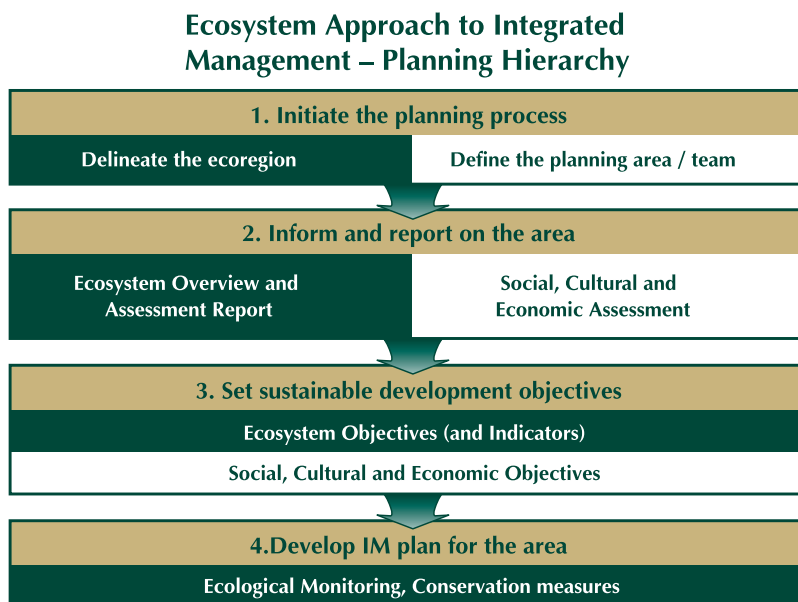 Ecosystem Approach to Integrated
Management – Planning Hierarchy
1. Initiate the planning process
Delineate the ecoregion
Define the planning area / team
2. Inform and report on the area
Ecosystem Overview and
Assessment Report
Social, Cultural and
Economic Assessment
3. Set sustainable development objectives
Ecosystem Objectives (and Indicators)
Social, Cultural and Economic Objectives
4.Develop IM plan for the area
Ecological Monitoring, Conservation measures